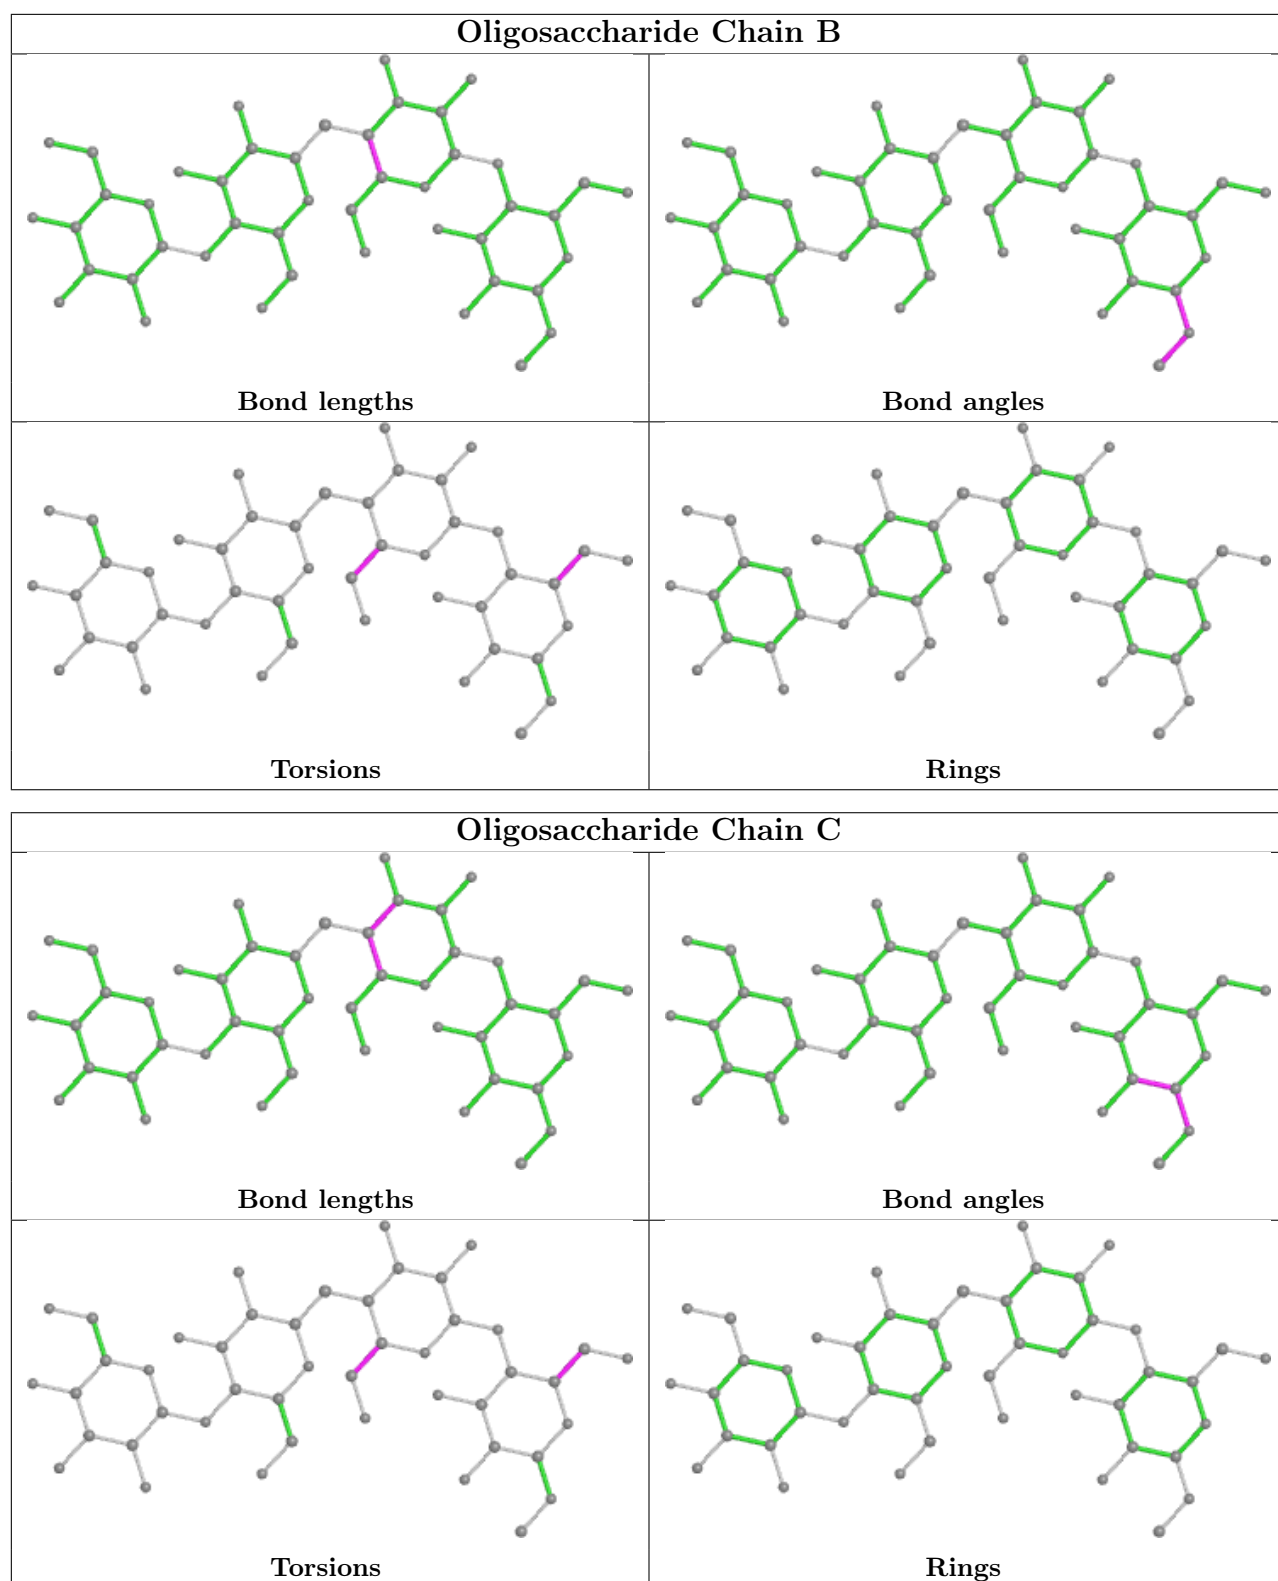 Oligosaccharide Chain B
Bond lengths
Bond angles
Torsions
Rings
Oligosaccharide Chain C
Bond lengths
Bond angles
Torsions
Rings